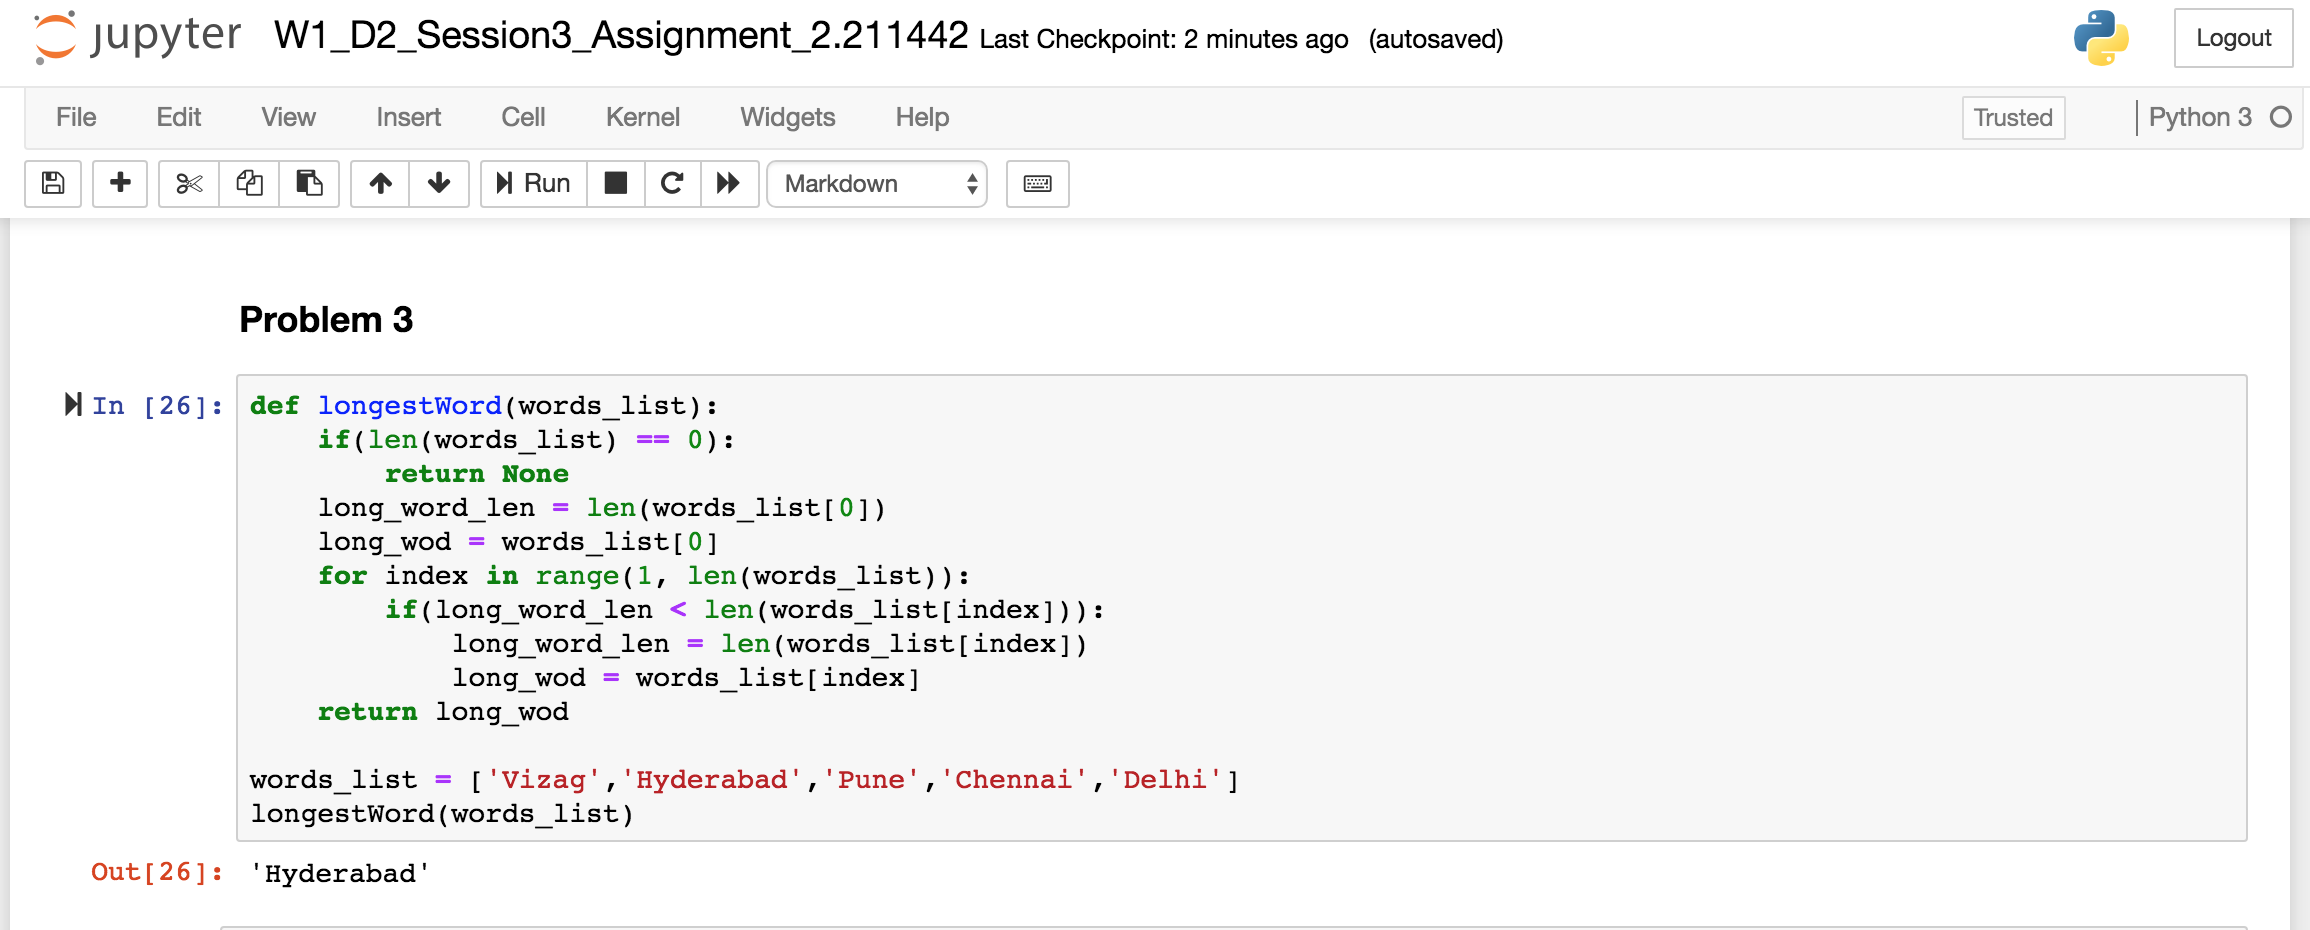 jupyter W1_D2_Session3_Assignment_2.211442 Last Checkpoint: 2 minutes ago (autosaved) Logout
File Edit View Insert Cell Kernel Widgets Help Trusted Python 3
Run Markdown
Problem 3
In [26]: def longestWord(words_list):
    if(len(words_list) == 0):
        return None
    long_word_len = len(words_list[0])
    long_wod = words_list[0]
    for index in range(1, len(words_list)):
        if(long_word_len < len(words_list[index])):
            long_word_len = len(words_list[index])
            long_wod = words_list[index]
    return long_wod
words_list = ['Vizag','Hyderabad','Pune','Chennai','Delhi']
longestWord(words_list)
Out[26]: 'Hyderabad'